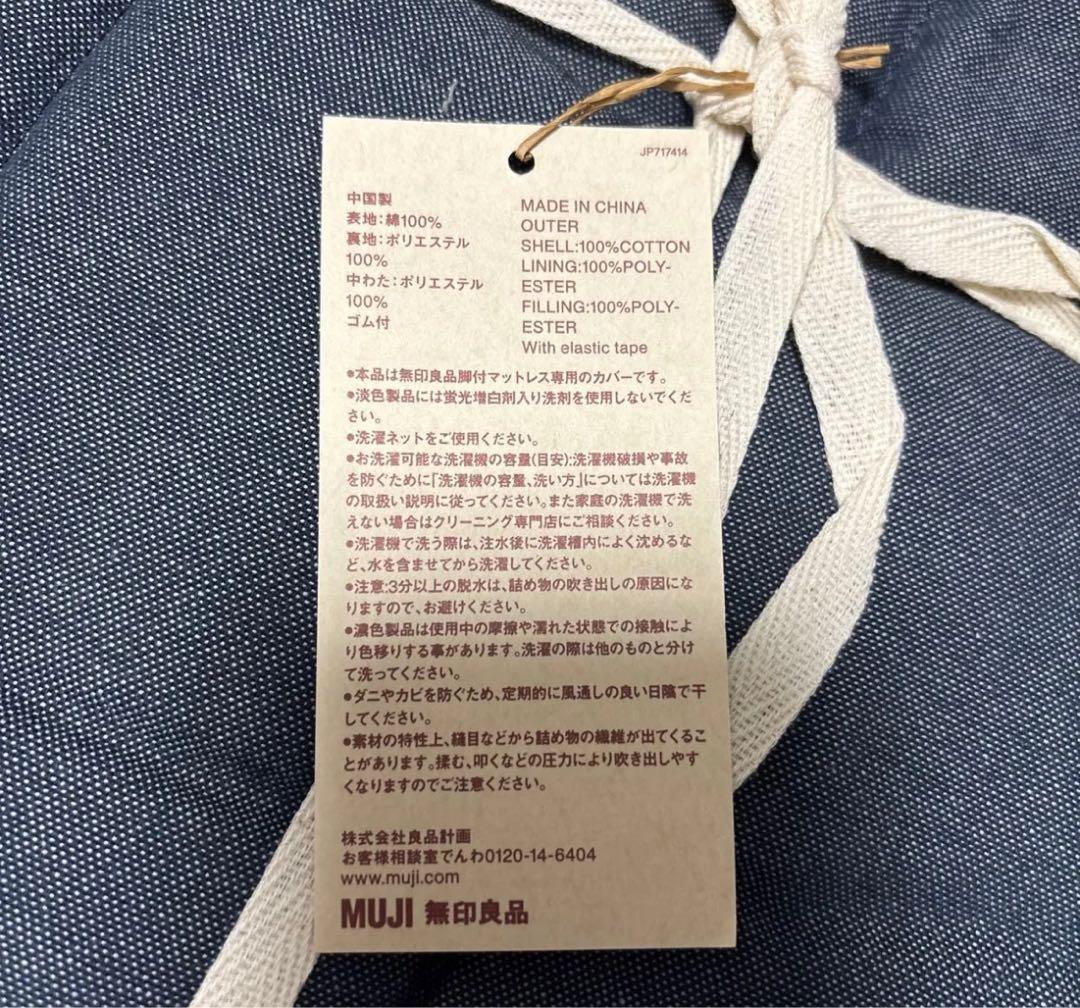 JP717414
中国製
表地:綿100%
裏地:ポリエステル
100%
中わた:ポリエステル
100%
ゴム付
MADE IN CHINA
OUTER
SHELL:100%COTTON
LINING:100%POLY-
ESTER
FILLING:100%POLY-
ESTER
With elastic tape
●本品は無印良品脚付マットレス専用のカバーです。
●淡色製品には蛍光増白剤入り洗剤を使用しないでくだ
さい。
●洗濯ネットをご使用ください。
●お洗濯可能な洗濯機の容量(目安):洗濯機破損や事故
を防ぐために「洗濯機の容量、洗い方」については洗濯機
の取扱い説明に従ってください。また家庭の洗濯機で洗
えない場合はクリーニング専門店にご相談ください。
●洗濯機で洗う際は、注水後に洗濯槽内によく沈めるな
ど、水を含ませてから洗濯してください。
●注意:3分以上の脱水は、詰め物の吹き出しの原因にな
りますので、お避けください。
●濃色製品は使用中の摩擦や濡れた状態での接触によ
り色移りする事があります。洗濯の際は他のものと分け
て洗ってください。
●ダニやカビを防ぐため、定期的に風通しの良い日陰で干
してください。
●素材の特性上、縫目などから詰め物の繊維が出てくるこ
とがあります。揉む、叩くなどの圧力により吹き出しやす
くなりますのでご注意ください。
株式会社良品計画
お客様相談室でんわ0120-14-6404
www.muji.com
MUJI 無印良品